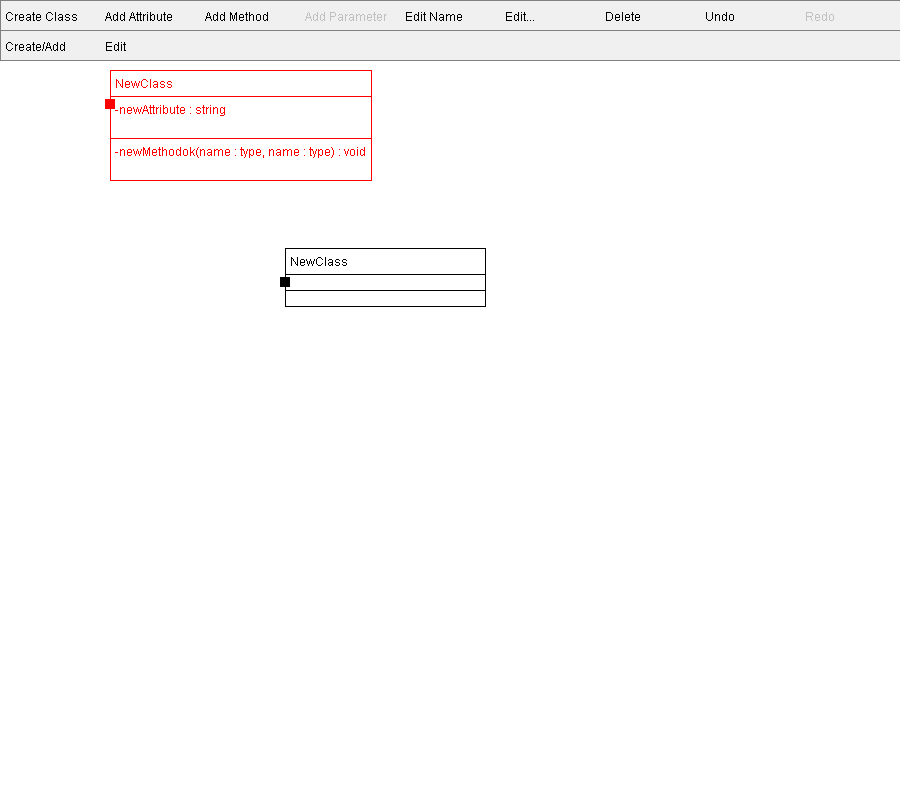 Create Class Add Attribute Add Method Add Parameter Edit Name Edit... Delete Undo Redo
Create/Add Edit
NewClass
-newAttribute : string
-newMethodok(name : type, name : type) : void
NewClass